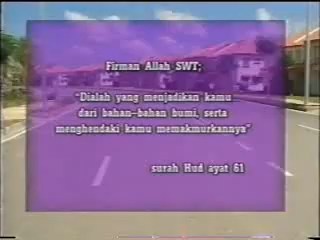 Firman Allah SWT;
"Dialah yang menjadikan kamu
dari bahan-bahan bumi, serta
menghendaki kamu memakmurkannya"
surah Hud ayat 61